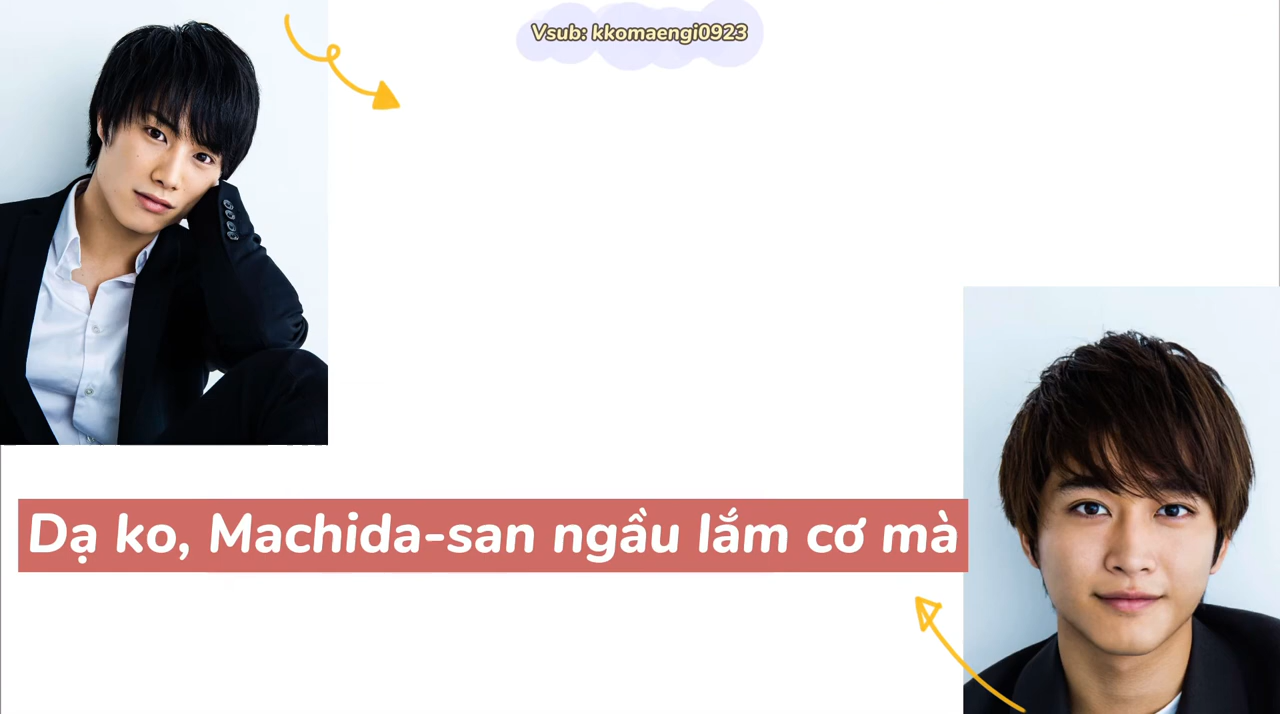 Vsub: kkomaengi0923
Dạ ko, Machida-san ngầu lắm cơ mà